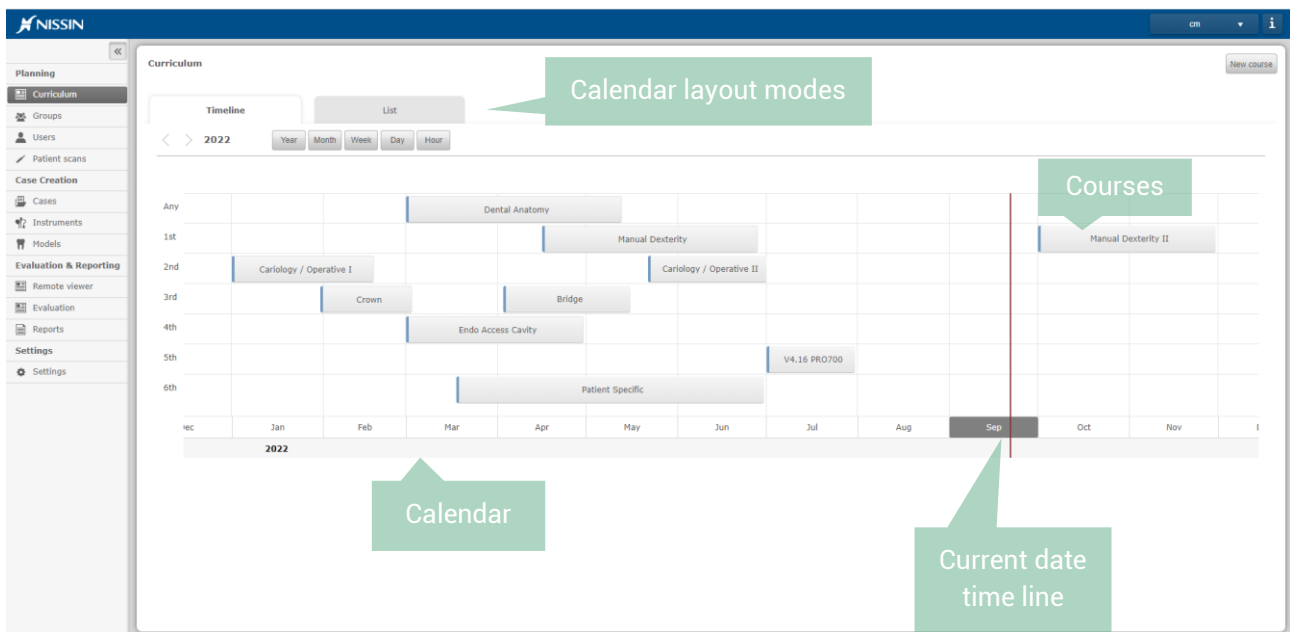 NISSIN
cm
i
«
Planning
Curriculum
Groups
Users
Patient scans
Case Creation
Cases
Instruments
Models
Evaluation & Reporting
Remote viewer
Evaluation
Reports
Settings
Settings
Curriculum
New course
Calendar layout modes
Timeline
List
2022
Year
Month
Week
Day
Hour
Courses
Any
Dental Anatomy
1st
Manual Dexterity
Manual Dexterity II
2nd
Cariology / Operative I
Cariology / Operative II
3rd
Crown
Bridge
4th
Endo Access Cavity
5th
V4.16 PRO700
6th
Patient Specific
Jan
Feb
Mar
Apr
May
Jun
Jul
Aug
Sep
Oct
Nov
2022
Calendar
Current date
time line